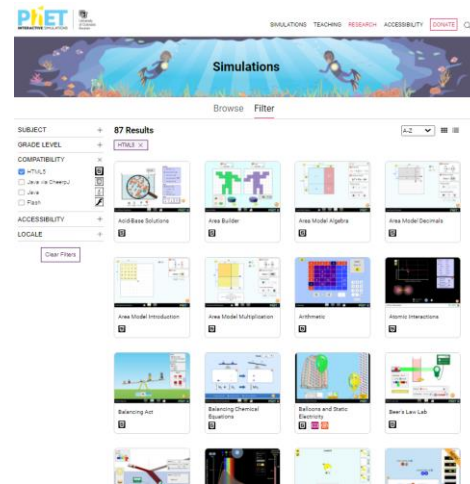 PhET
INTERACTIVE SIMULATIONS
SIMULATIONS TEACHING RESEARCH ACCESSIBILITY DONATE
Simulations
Browse Filter
SUBJECT +
GRADE LEVEL +
COMPATIBILITY ×
HTML5
Java via CheerpJ
Java
Flash
ACCESSIBILITY +
LOCALE +
Clear Filters
87 Results
A-Z
HTML5 ×
Acid-Base Solutions
Area Builder
Area Model Algebra
Area Model Decimals
Area Model Introduction
Area Model Multiplication
Arithmetic
Atomic Interactions
Balancing Act
Balancing Chemical
Equations
Balloons and Static
Electricity
Beer's Law Lab